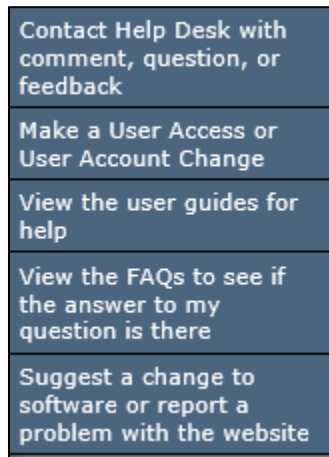 Contact Help Desk with
comment, question, or
feedback
Make a User Access or
User Account Change
View the user guides for
help
View the FAQs to see if
the answer to my
question is there
Suggest a change to
software or report a
problem with the website